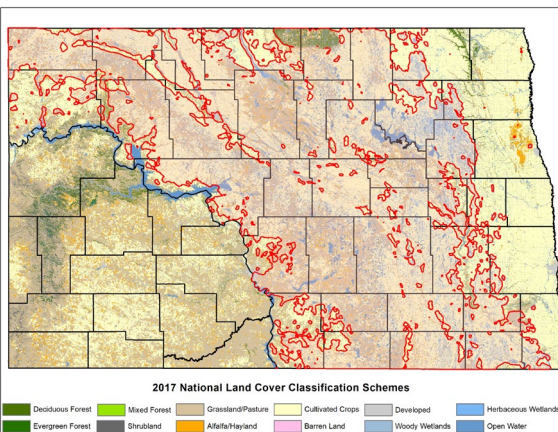 2017 National Land Cover Classification Schemes
Deciduous Forest Mixed Forest Grassland/Pasture Cultivated Crops Developed Herbaceous Wetlands
Evergreen Forest Shrubland Alfalfa/Hayland Barren Land Woody Wetlands Open Water